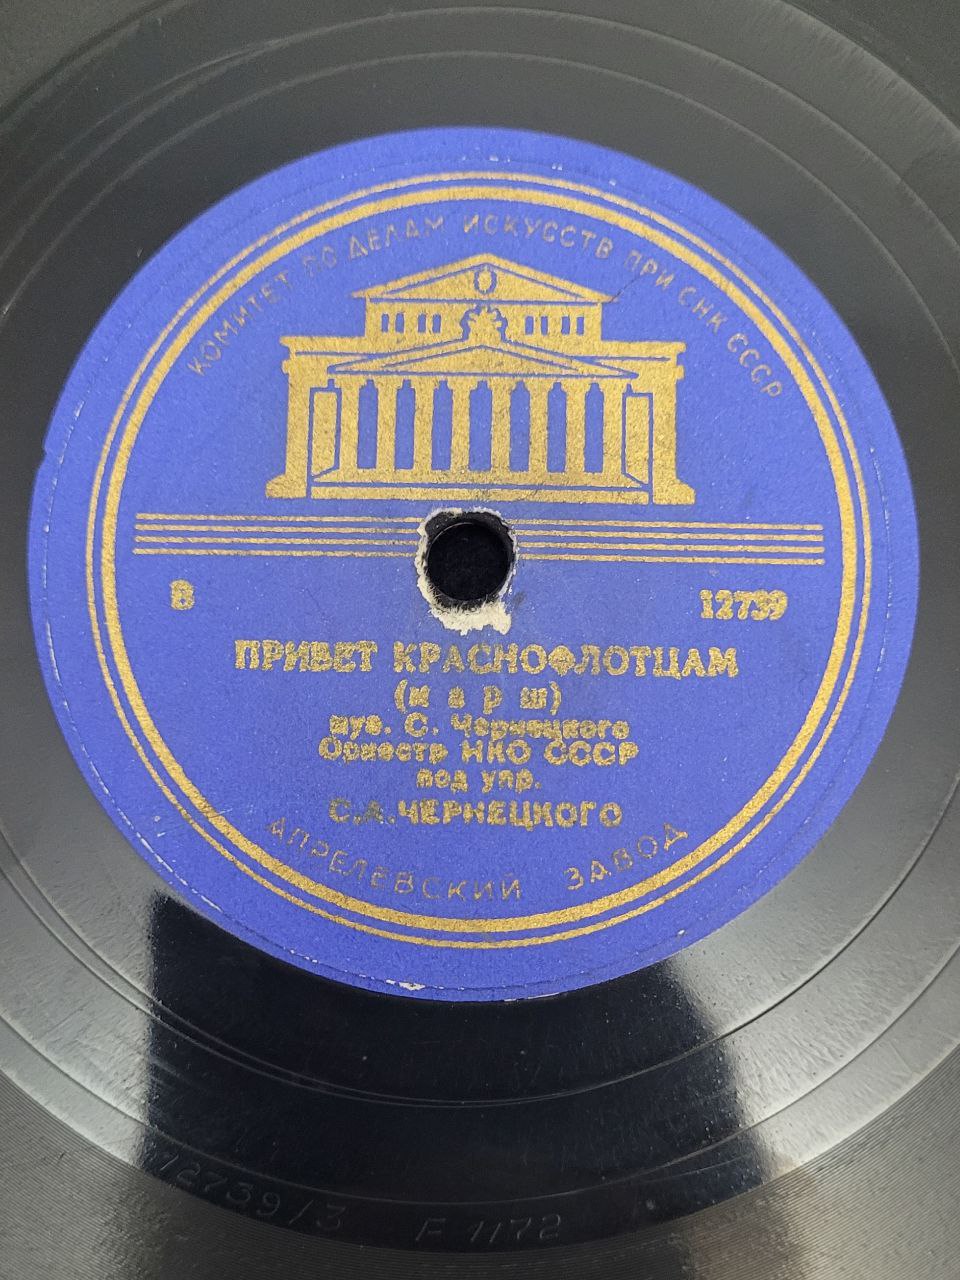 КОМИТЕТ ПО ДЕЛАМ ИСКУССТВ ПРИ СНК СССР
В 12739
ПРИВЕТ КРАСНОФЛОТЦАМ
(м а р ш)
муз. С. Чернецкого
Оркестр НКО СССР
под упр.
С.А.ЧЕРНЕЦКОГО
АПРЕЛЕВСКИЙ ЗАВОД
12739/3 F 1172